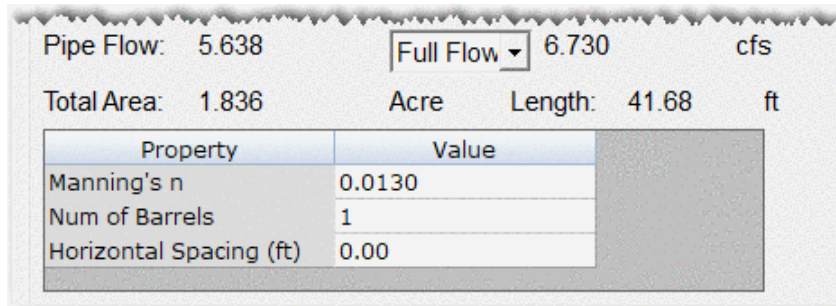 Pipe Flow: 5.638 Full Flow 6.730 cfs
Total Area: 1.836 Acre Length: 41.68 ft
Property Value
Manning's n 0.0130
Num of Barrels 1
Horizontal Spacing (ft) 0.00